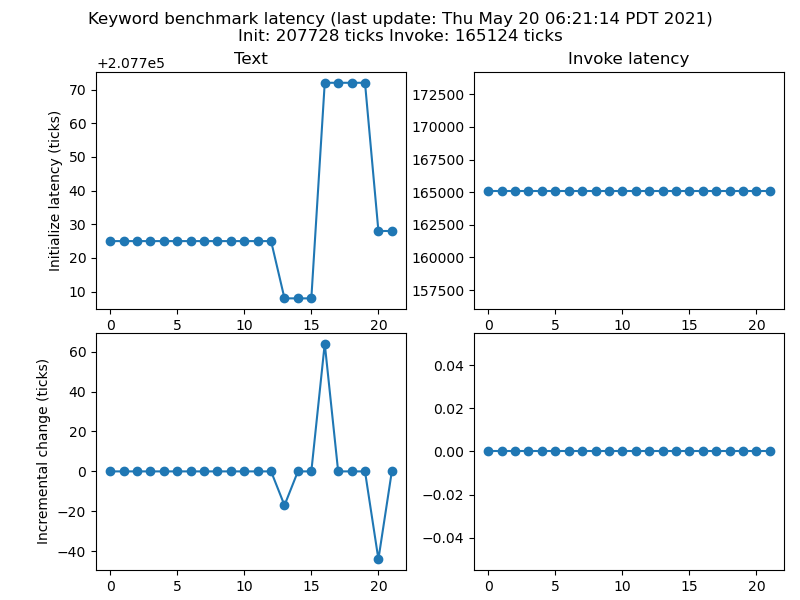 Keyword benchmark latency (last update: Thu May 20 06:21:14 PDT 2021)
Init: 207728 ticks Invoke: 165124 ticks
Text
+2.077e5
Initialize latency (ticks)
70
60
50
40
30
20
10
0 5 10 15 20
Invoke latency
172500
170000
167500
165000
162500
160000
157500
0 5 10 15 20
Incremental change (ticks)
60
40
20
0
−20
−40
0 5 10 15 20
0.04
0.02
0.00
−0.02
−0.04
0 5 10 15 20